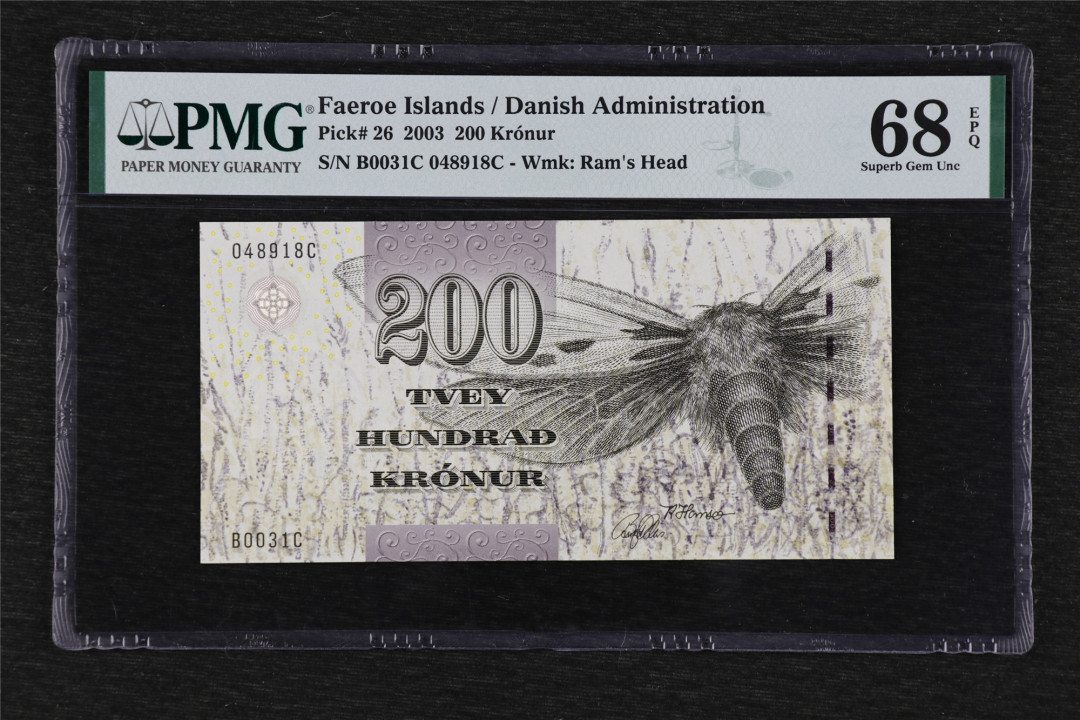 PMG®
PAPER MONEY GUARANTY
Faeroe Islands / Danish Administration
Pick# 26 2003 200 Krónur
S/N B0031C 048918C - Wmk: Ram's Head
68
EPQ
Superb Gem Unc
048918C
200
TVEY
HUNDRAÐ
KRÓNUR
B0031C